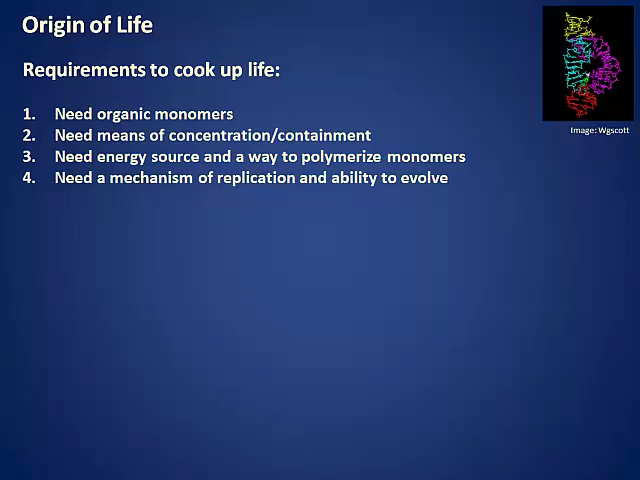 Origin of Life
Requirements to cook up life:
1. Need organic monomers
2. Need means of concentration/containment
3. Need energy source and a way to polymerize monomers
4. Need a mechanism of replication and ability to evolve
Image: Wgscott